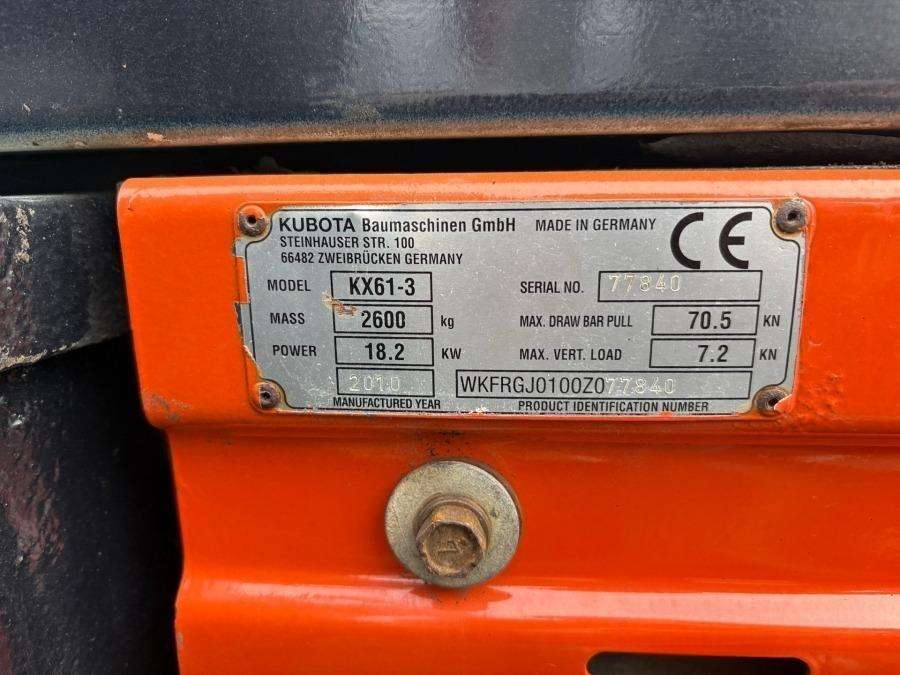 KUBOTA Baumaschinen GmbH MADE IN GERMANY CE
STEINHAUSER STR. 100
66482 ZWEIBRÜCKEN GERMANY
MODEL KX61-3 SERIAL NO. 77840
MASS 2600 kg MAX. DRAW BAR PULL 70.5 KN
POWER 18.2 KW MAX. VERT. LOAD 7.2 KN
2010 WKFRGJ0100Z077840
MANUFACTURED YEAR PRODUCT IDENTIFICATION NUMBER